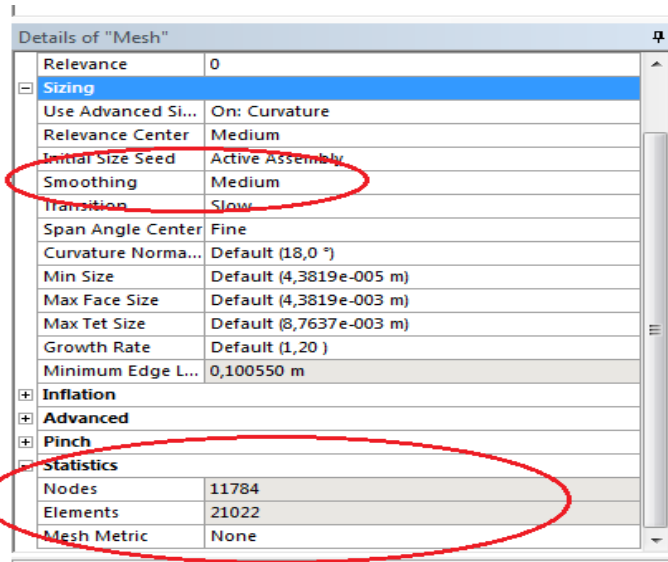 Details of "Mesh"
Relevance 0
Sizing
Use Advanced Si... On: Curvature
Relevance Center Medium
Initial Size Seed Active Assembly
Smoothing Medium
Transition Slow
Span Angle Center Fine
Curvature Norma... Default (18,0 °)
Min Size Default (4,3819e-005 m)
Max Face Size Default (4,3819e-003 m)
Max Tet Size Default (8,7637e-003 m)
Growth Rate Default (1,20 )
Minimum Edge L... 0,100550 m
Inflation
Advanced
Pinch
Statistics
Nodes 11784
Elements 21022
Mesh Metric None